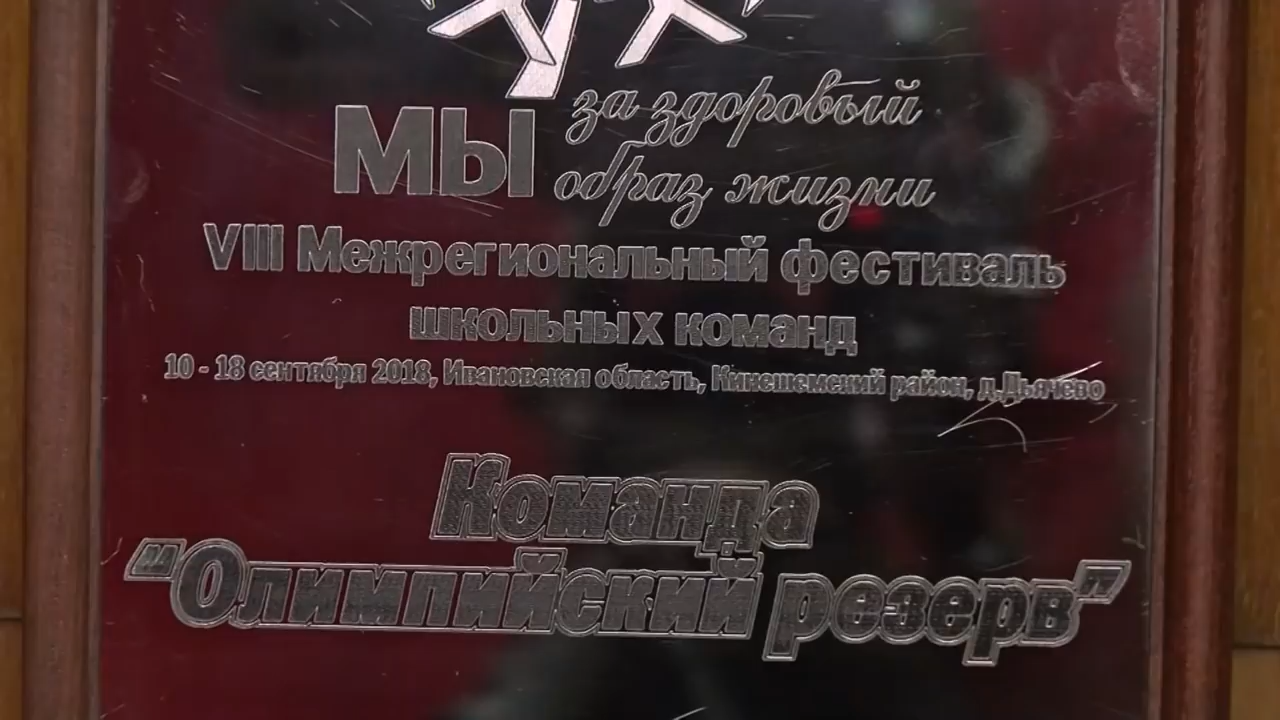 МЫ за здоровый
образ жизни
VIII Межрегиональный фестиваль
школьных команд
10 - 18 сентября 2018, Ивановская область, Кинешемский район, д.Дьячево
Команда
“Олимпийский резерв”